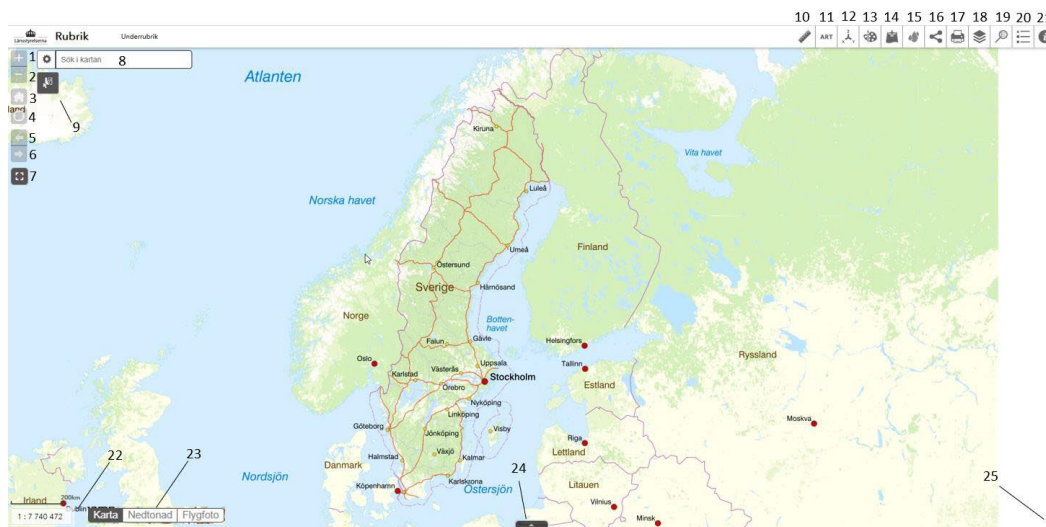 10 11 12 13 14 15 16 17 18 19 20 21
Länsstyrelserna Rubrik Underrubrik
ART
1
Sök i kartan 8
2
3
9
4
5
6
7
Atlanten
Kiruna
Vita havet
Norska havet
Luleå
Finland
Umeå
Östersund
Sverige
Härnösand
Norge
Botten-
havet
Falun
Gävle
Helsingfors
Ryssland
Oslo
Uppsala
Tallinn
Karlstad
Västerås
Stockholm
Örebro
Estland
Nyköping
Linköping
Göteborg
Jönköping
Visby
Moskva
Riga
Halmstad
Växjö
Kalmar
Lettland
22
23
Danmark
24
25
Nordsjön
Köpenhamn
Karlskrona
Östersjön
Litauen
Irland
200km
Vilnius
Minsk
1 : 7 740 472
Karta Nedtonad Flygfoto